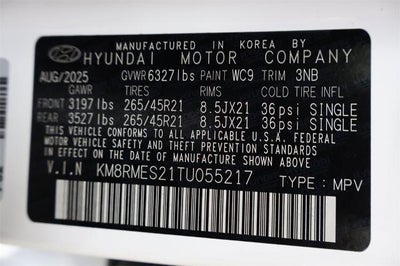 MANUFACTURED IN KOREA BY
HYUNDAI MOTOR COMPANY
AUG/2025 GVWR 6327lbs PAINT WC9 TRIM 3NB
GAWR TIRES RIMS COLD TIRE INFL
FRONT 3197lbs 265/45R21 8.5JX21 36psi SINGLE
REAR 3527lbs 265/45R21 8.5JX21 36psi SINGLE
THIS VEHICLE CONFORMS TO ALL APPLICABLE U.S.A. FEDERAL
MOTOR VEHICLE SAFETY AND THEFT PREVENTION STANDARDS
IN EFFECT ON THE DATE OF MANUFACTURE SHOWN ABOVE.
V.I.N KM8RMES21TU055217 TYPE: MPV